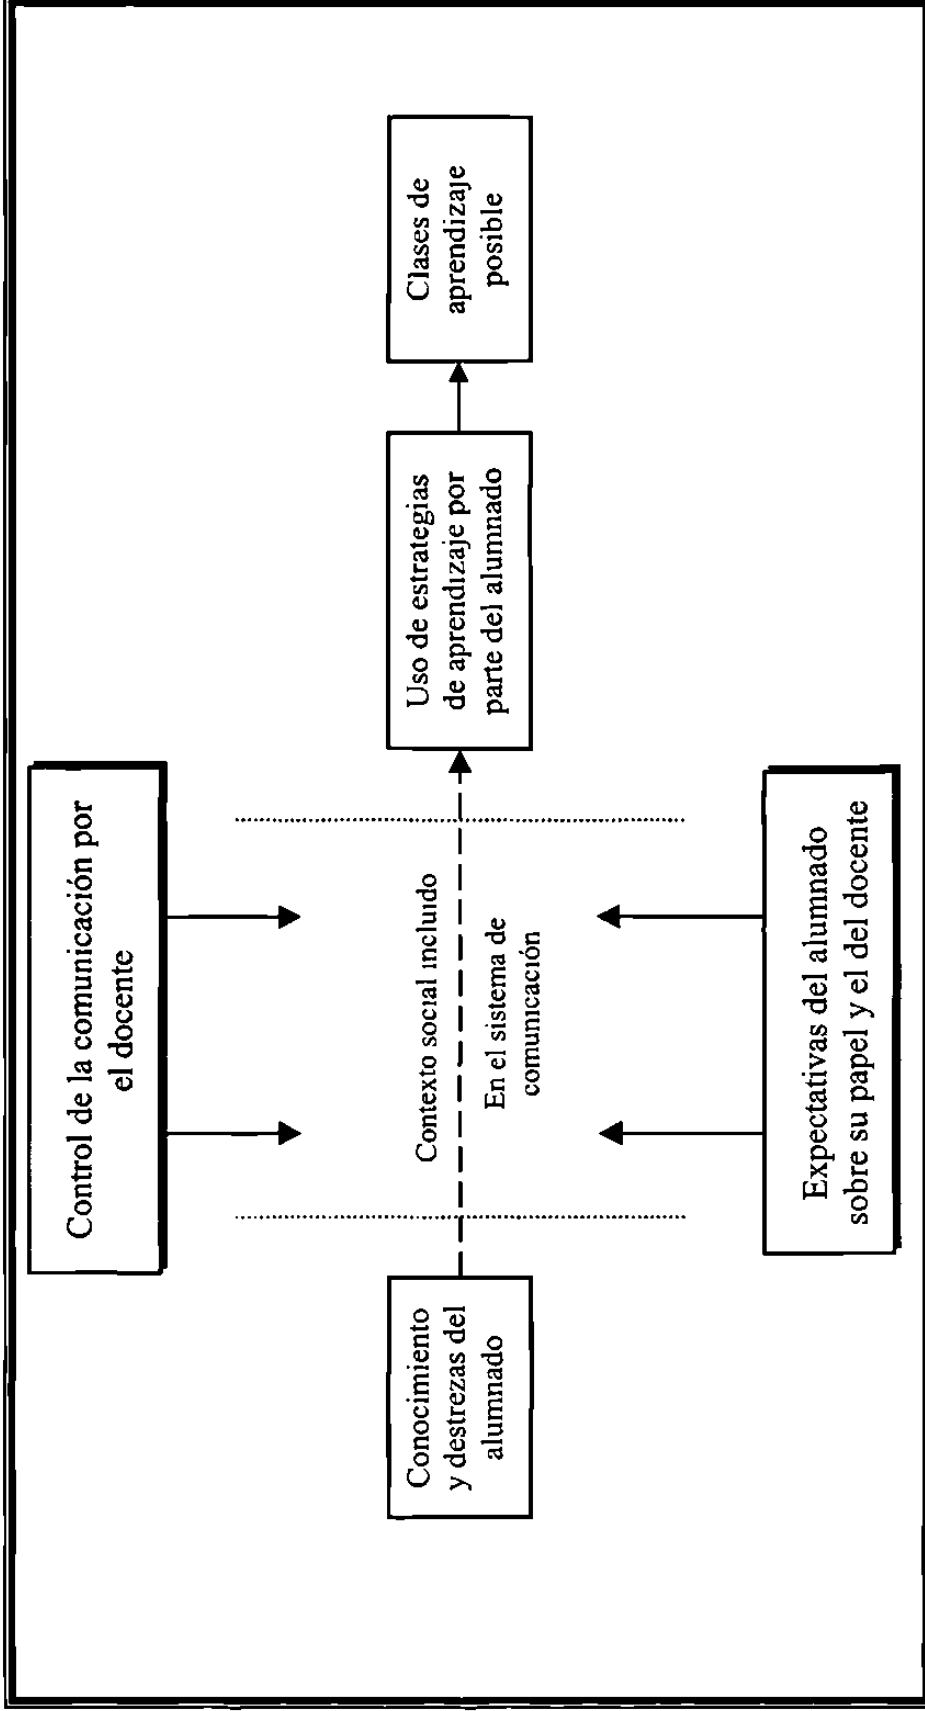 Control de la comunicación por
el docente
Conocimiento
y destrezas del
alumnado
Contexto social incluido
En el sistema de
comunicación
Uso de estrategias
de aprendizaje por
parte del alumnado
Clases de
aprendizaje
posible
Expectativas del alumnado
sobre su papel y el del docente